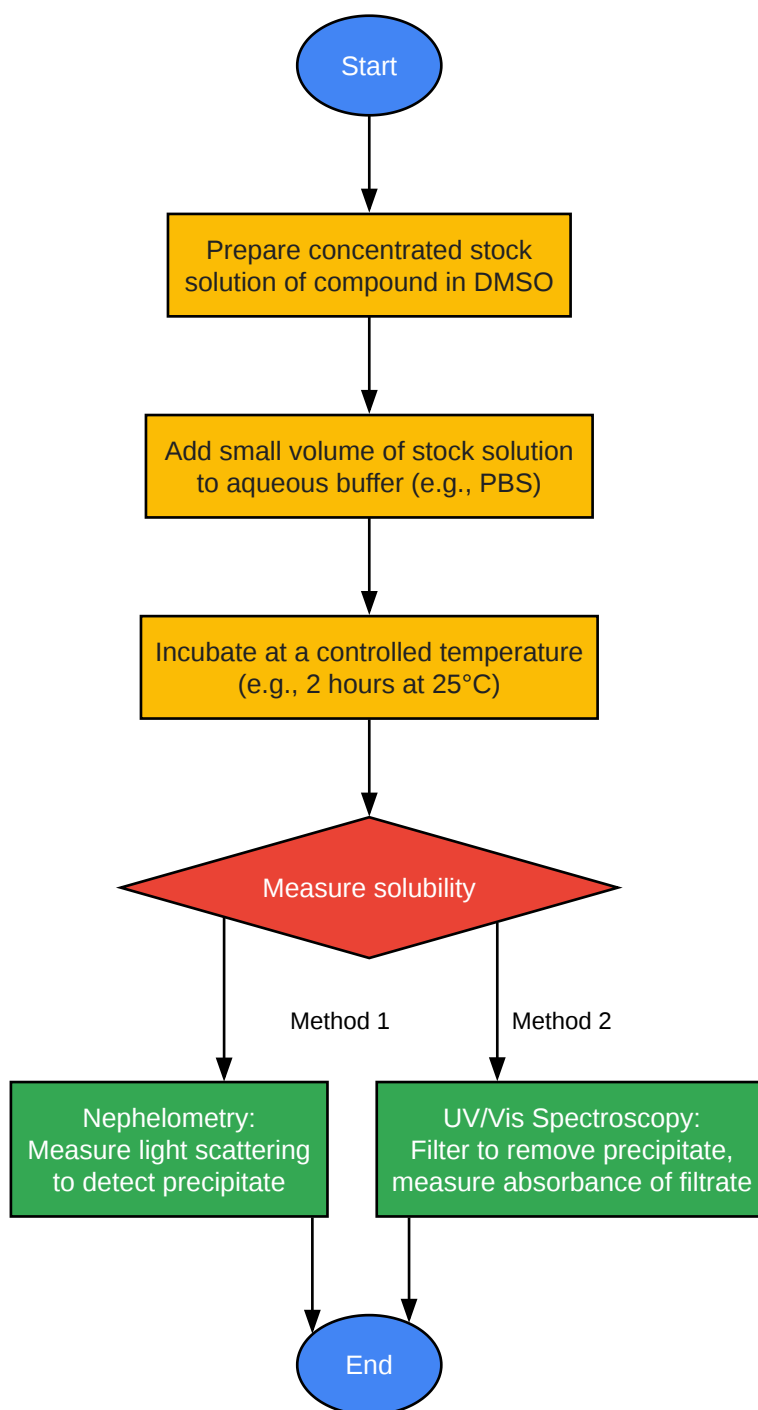 Start
Prepare concentrated stock
solution of compound in DMSO
Add small volume of stock solution
to aqueous buffer (e.g., PBS)
Incubate at a controlled temperature
(e.g., 2 hours at 25°C)
Measure solubility
Method 1
Method 2
Nephelometry:
Measure light scattering
to detect precipitate
UV/Vis Spectroscopy:
Filter to remove precipitate,
measure absorbance of filtrate
End